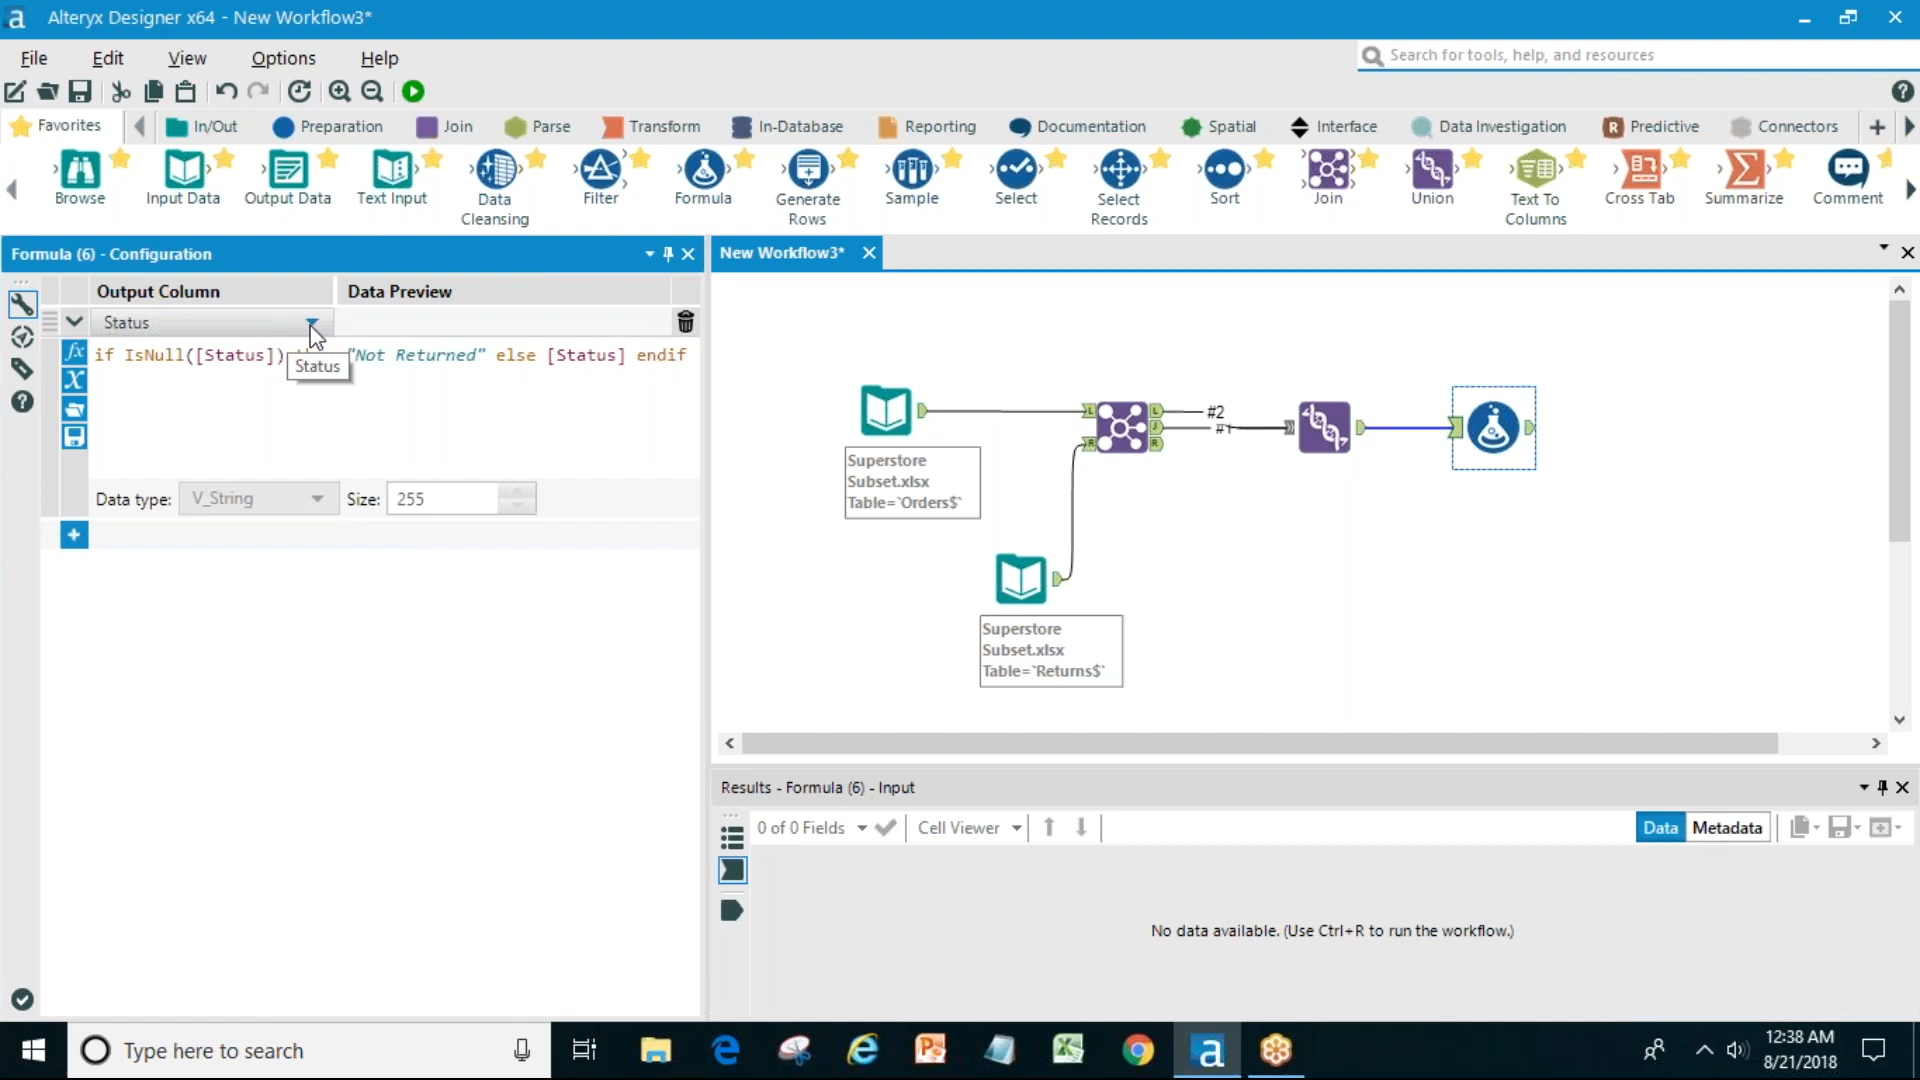 Alteryx Designer x64 - New Workflow3*
File Edit View Options Help
Search for tools, help, and resources
Favorites In/Out Preparation Join Parse Transform In-Database Reporting Documentation Spatial Interface Data Investigation Predictive Connectors
Browse Input Data Output Data Text Input Data Cleansing Filter Formula Generate Rows Sample Select Select Records Sort Join Union Text To Columns Cross Tab Summarize Comment
Formula (6) - Configuration
New Workflow3*
Output Column Data Preview
Status
if IsNull([Status]) "Not Returned" else [Status] endif
Status
Data type: V_String Size: 255
#2
#1
Superstore
Subset.xlsx
Table=`Orders$`
Superstore
Subset.xlsx
Table=`Returns$`
Results - Formula (6) - Input
0 of 0 Fields Cell Viewer Data Metadata
No data available. (Use Ctrl+R to run the workflow.)
Type here to search
12:38 AM
8/21/2018